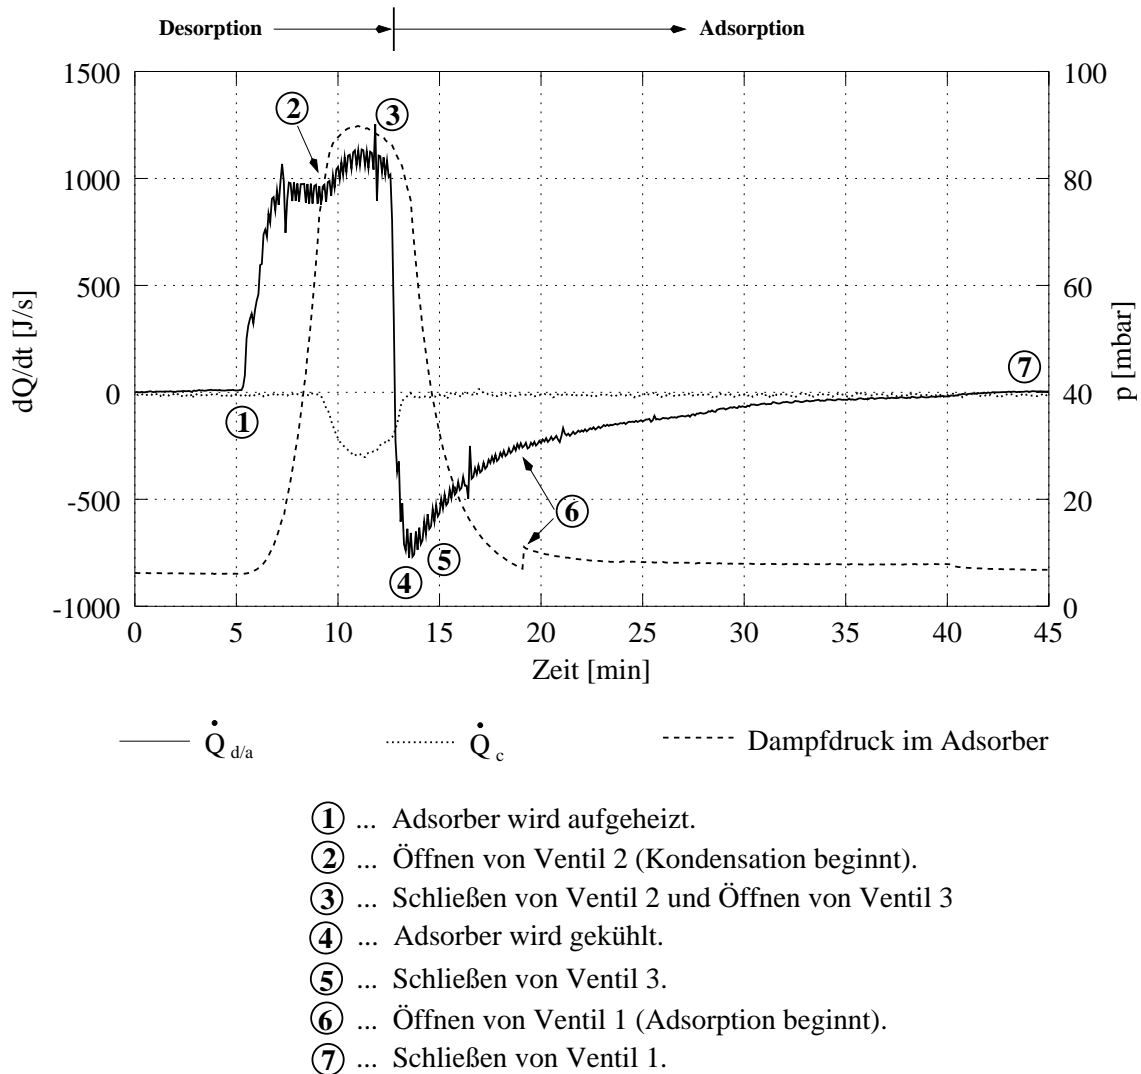 Desorption Adsorption
1500 100
1000 80
500 60
0 40
-500 20
-1000 0
dQ/dt [J/s]
p [mbar]
2 3
1 7
6
5
4
0 5 10 15 20 25 30 35 40 45
Zeit [min]
Q̇ d/a Q̇ c Dampfdruck im Adsorber
1 ... Adsorber wird aufgeheizt.
2 ... Öffnen von Ventil 2 (Kondensation beginnt).
3 ... Schließen von Ventil 2 und Öffnen von Ventil 3
4 ... Adsorber wird gekühlt.
5 ... Schließen von Ventil 3.
6 ... Öffnen von Ventil 1 (Adsorption beginnt).
7 ... Schließen von Ventil 1.